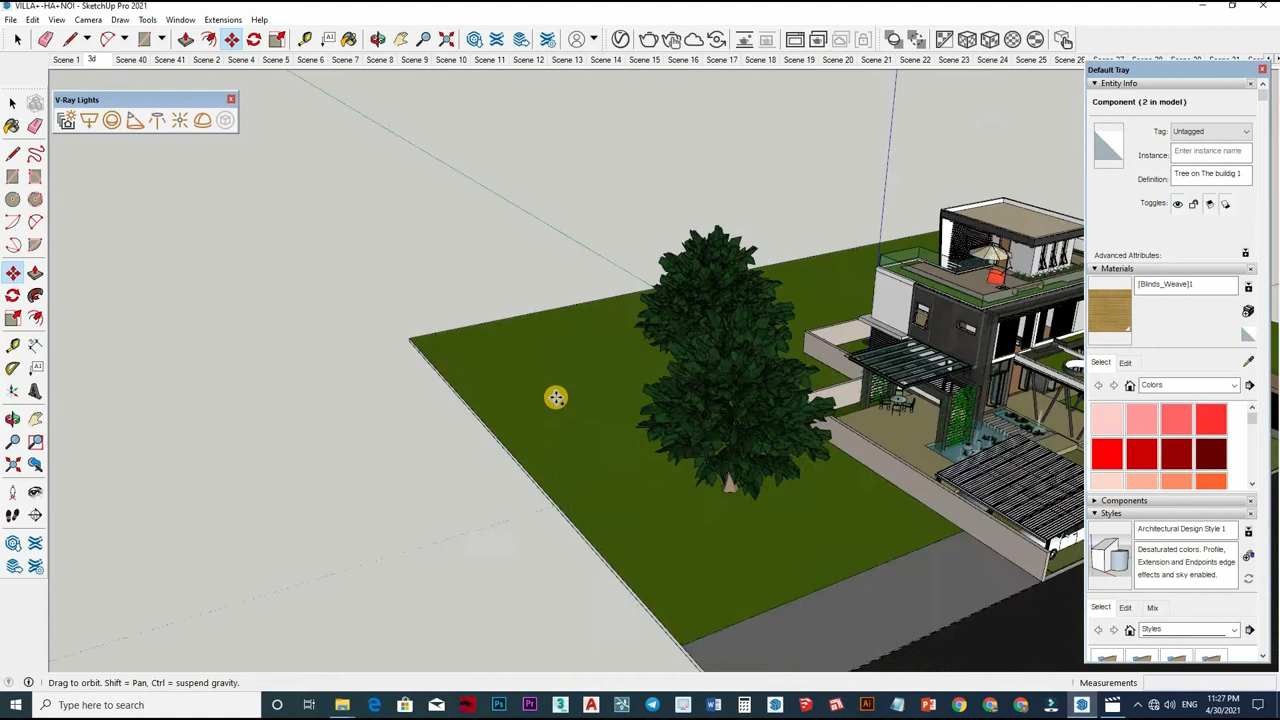 VILLA+-HA+NOI - SketchUp Pro 2021
File Edit View Camera Draw Tools Window Extensions Help
Scene 1 3d Scene 40 Scene 41 Scene 2 Scene 4 Scene 5 Scene 6 Scene 7 Scene 8 Scene 9 Scene 10 Scene 11 Scene 12 Scene 13 Scene 14 Scene 15 Scene 16 Scene 17 Scene 18 Scene 19 Scene 20 Scene 21 Scene 22 Scene 23 Scene 24 Scene 25 Scene 26
V-Ray Lights
Default Tray
Entity Info
Component (2 in model)
Tag: Untagged
Instance: Enter instance name
Definition: Tree on The buildig 1
Toggles:
Advanced Attributes:
Materials
[Blinds_Weave]1
Select Edit
Colors
Components
Styles
Architectural Design Style 1
Desaturated colors. Profile,
Extension and Endpoints edge
effects and sky enabled.
Select Edit Mix
Styles
Drag to orbit. Shift = Pan, Ctrl = suspend gravity.
Measurements
Type here to search
ENG
11:27 PM
4/30/2021